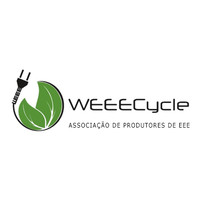 WEEECycle
ASSOCIAÇÃO DE PRODUTORES DE EEE